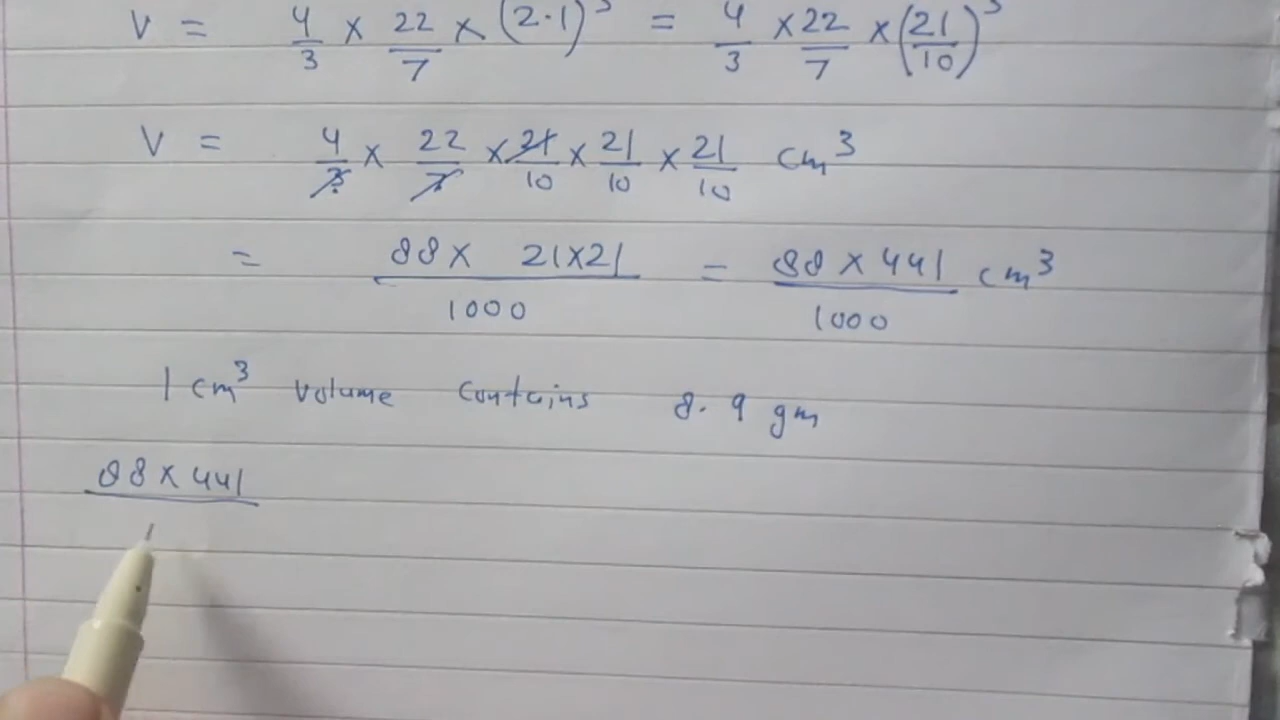 V = 4/3 × 22/7 × (2.1)³ = 4/3 × 22/7 × (21/10)³
V = 4/3 × 22/7 × 21/10 × 21/10 × 21/10 cm³
= 88 × 21×21/1000 = 88 × 441/1000 cm³
1 cm³ volume contains 8.9 gm
88 × 441